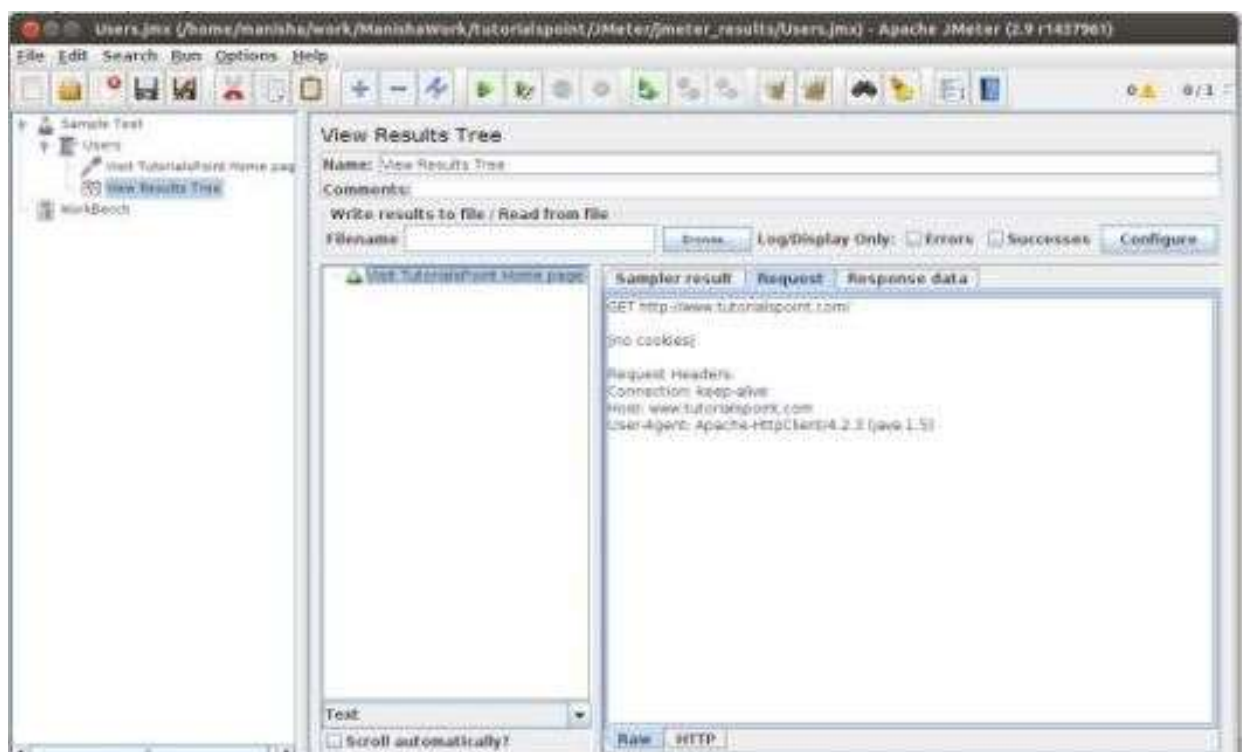 Users.jmx (/home/manisha/work/ManishaWork/tutorialspoint/JMeter/jmeter_results/Users.jmx) - Apache JMeter (2.9 r1437961)
File Edit Search Run Options Help
0 0/1
Sample Test
Users
Visit TutorialsPoint Home pag
View Results Tree
WorkBench
View Results Tree
Name: View Results Tree
Comments:
Write results to file / Read from file
Filename Browse... Log/Display Only: Errors Successes Configure
Visit TutorialsPoint Home page
Sampler result Request Response data
GET http://www.tutorialspoint.com/
[no cookies]
Request Headers:
Connection: keep-alive
Host: www.tutorialspoint.com
User-Agent: Apache-HttpClient/4.2.3 (java 1.5)
Text
Scroll automatically?
Raw HTTP